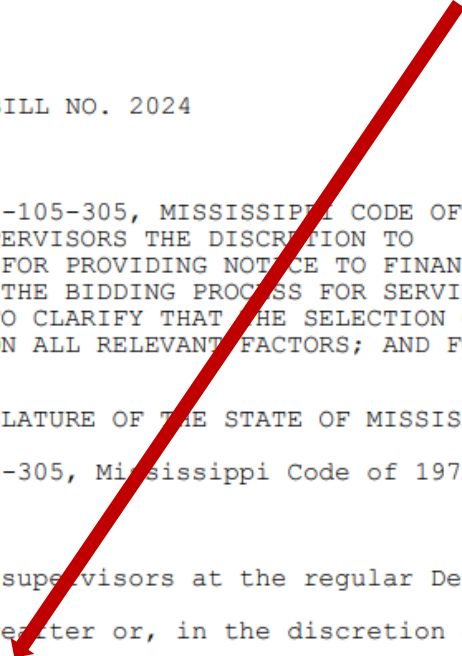 BILL NO. 2024
-105-305, MISSISSIPPI CODE OF
ERVISORS THE DISCRETION TO
FOR PROVIDING NOTICE TO FINAN
THE BIDDING PROCESS FOR SERVI
O CLARIFY THAT THE SELECTION
N ALL RELEVANT FACTORS; AND F
LATURE OF THE STATE OF MISSIS
-305, Mississippi Code of 197
supervisors at the regular De
reafter or, in the discretion